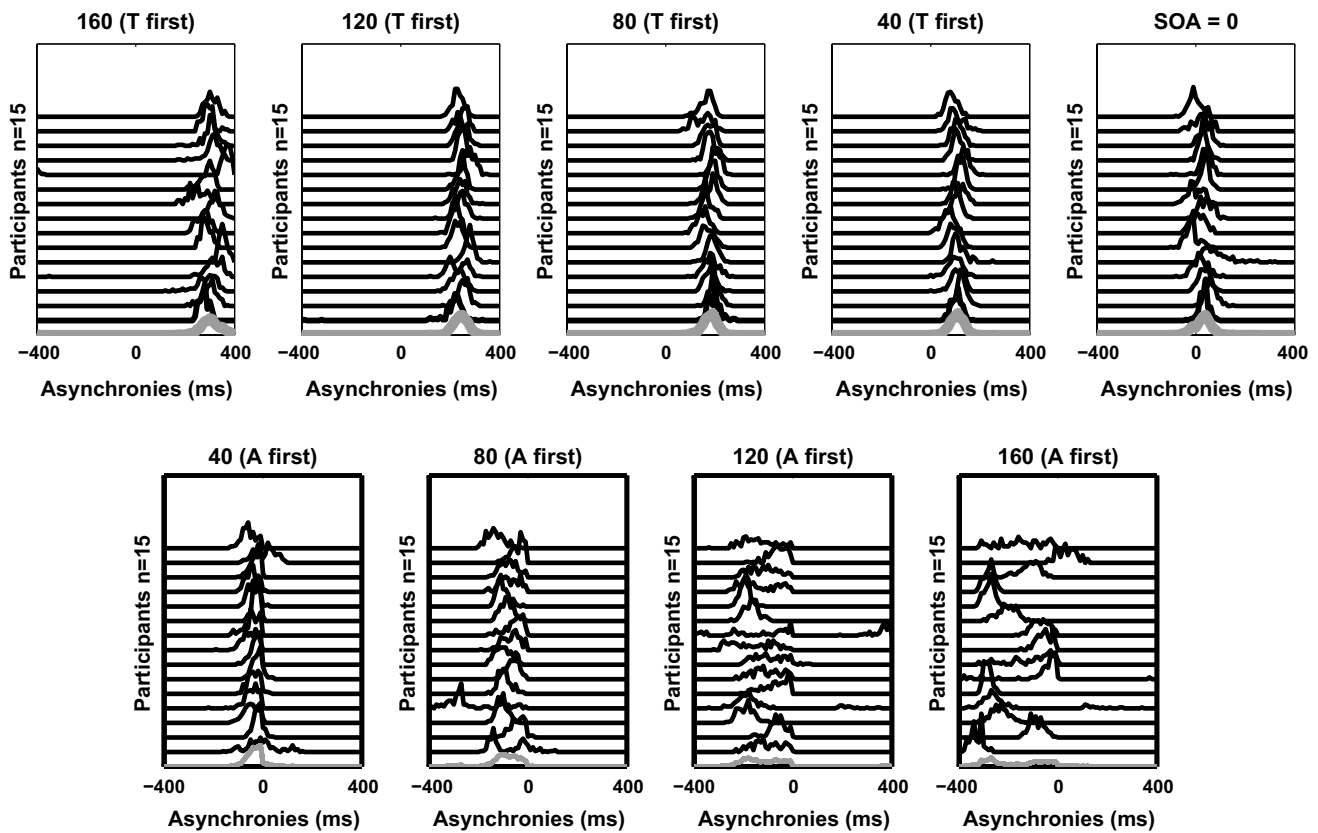 160 (T first) 120 (T first) 80 (T first) 40 (T first) SOA = 0
Participants n=15 Participants n=15 Participants n=15 Participants n=15 Participants n=15
−400 0 400 −400 0 400 −400 0 400 −400 0 400 −400 0 400
Asynchronies (ms) Asynchronies (ms) Asynchronies (ms) Asynchronies (ms) Asynchronies (ms)
40 (A first) 80 (A first) 120 (A first) 160 (A first)
Participants n=15 Participants n=15 Participants n=15 Participants n=15
−400 0 400 −400 0 400 −400 0 400 −400 0 400
Asynchronies (ms) Asynchronies (ms) Asynchronies (ms) Asynchronies (ms)